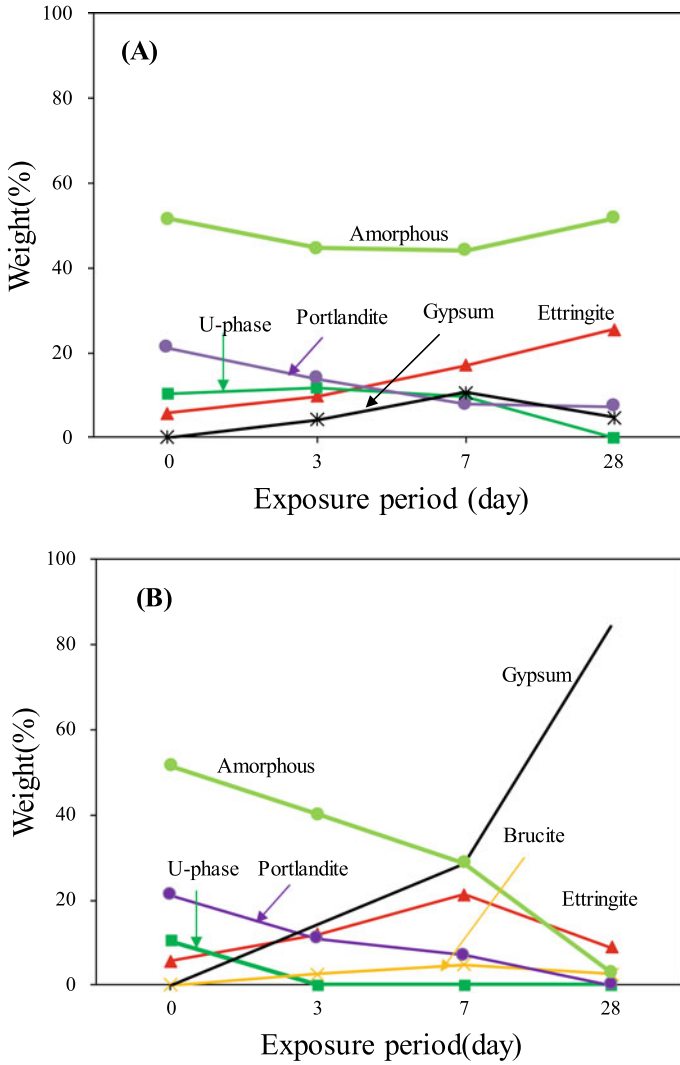 100
(A)
80
60
Amorphous
40
Weight(%)
U-phase
Portlandite
Gypsum
Ettringite
20
0
0 3 7 28
Exposure period (day)
100
(B)
80
Gypsum
60
Amorphous
40
Weight(%)
Brucite
U-phase
Portlandite
20
Ettringite
0
0 3 7 28
Exposure period(day)